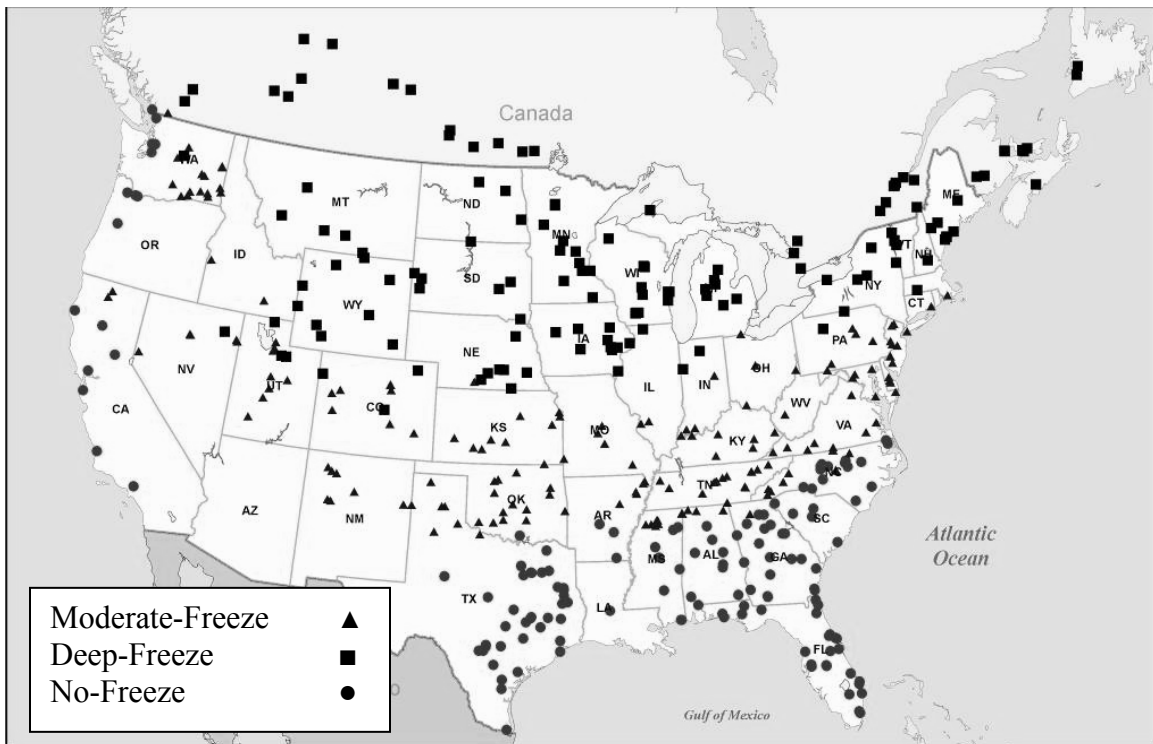 Canada
WA
MT
ND
MN
ME
OR
ID
SD
WI
VT
NH
WY
NY
CT
IA
NE
PA
NV
UT
CO
IL
IN
OH
CA
KS
MO
WV
VA
KY
AZ
NM
OK
TN
NC
AR
SC
Atlantic
Ocean
MS
AL
GA
TX
LA
FL
Gulf of Mexico
Moderate-Freeze
Deep-Freeze
No-Freeze